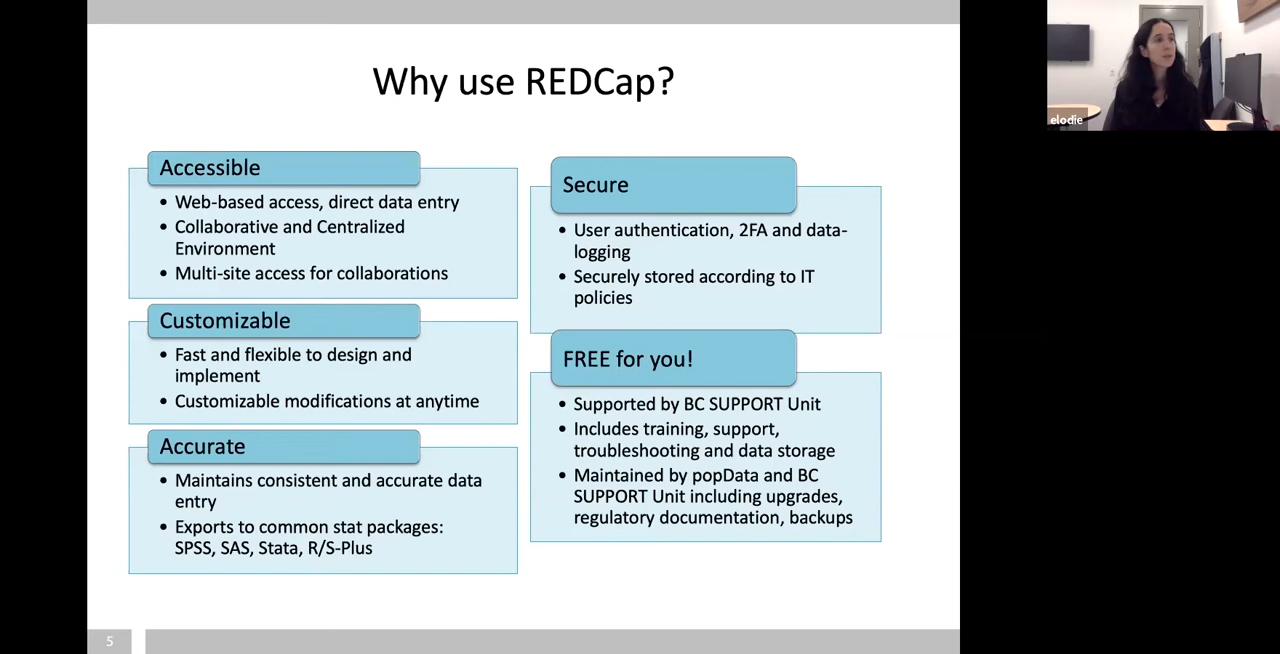 Why use REDCap?
Accessible
• Web-based access, direct data entry
• Collaborative and Centralized
Environment
• Multi-site access for collaborations
Customizable
• Fast and flexible to design and
implement
• Customizable modifications at anytime
Accurate
• Maintains consistent and accurate data
entry
• Exports to common stat packages:
SPSS, SAS, Stata, R/S-Plus
Secure
• User authentication, 2FA and data-
logging
• Securely stored according to IT
policies
FREE for you!
• Supported by BC SUPPORT Unit
• Includes training, support,
troubleshooting and data storage
• Maintained by popData and BC
SUPPORT Unit including upgrades,
regulatory documentation, backups
5
elodie